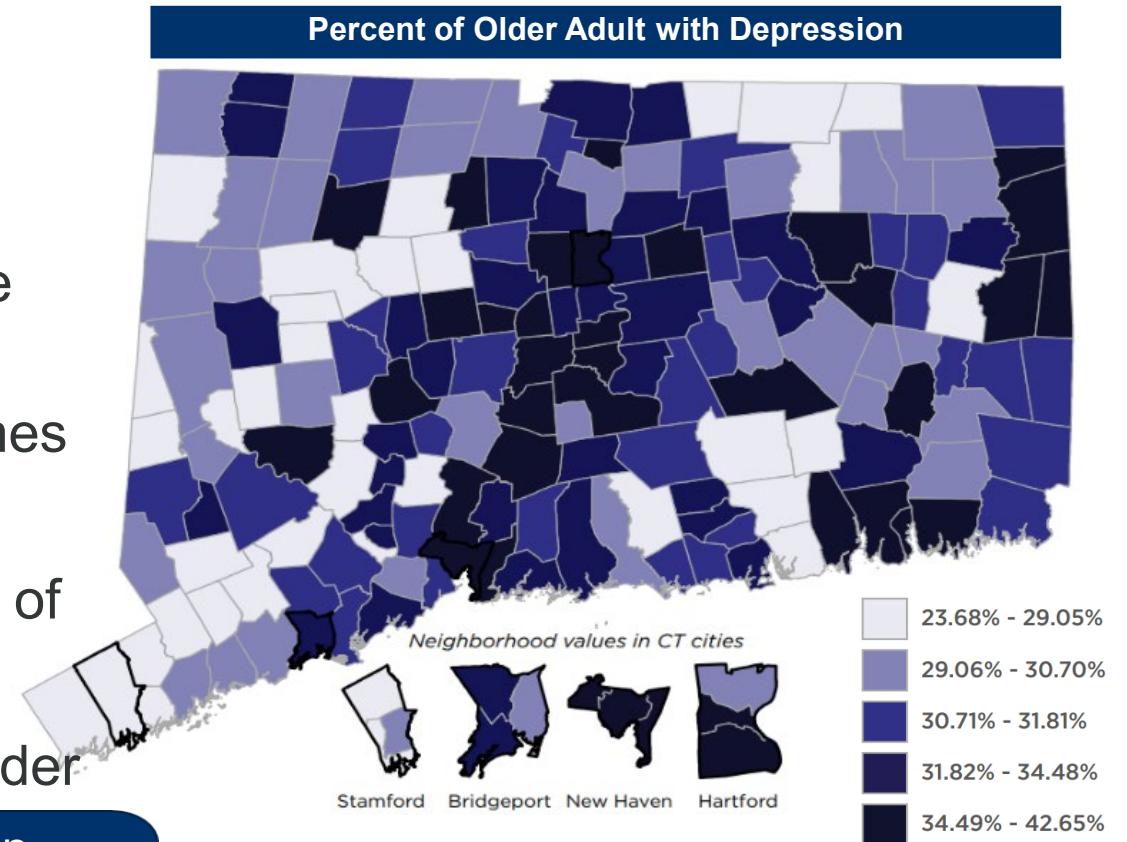 Percent of Older Adult with Depression
e
nes
of
der
Neighborhood values in CT cities
Stamford Bridgeport New Haven Hartford
23.68% - 29.05%
29.06% - 30.70%
30.71% - 31.81%
31.82% - 34.48%
34.49% - 42.65%